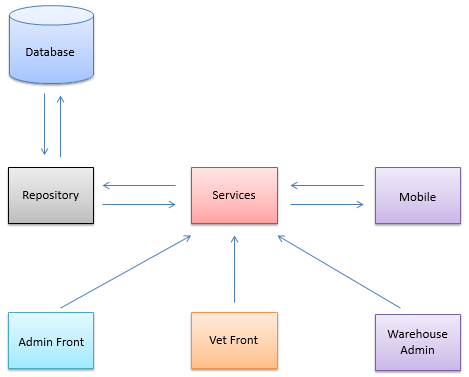 Database
Repository
Services
Mobile
Admin Front
Vet Front
Warehouse
Admin